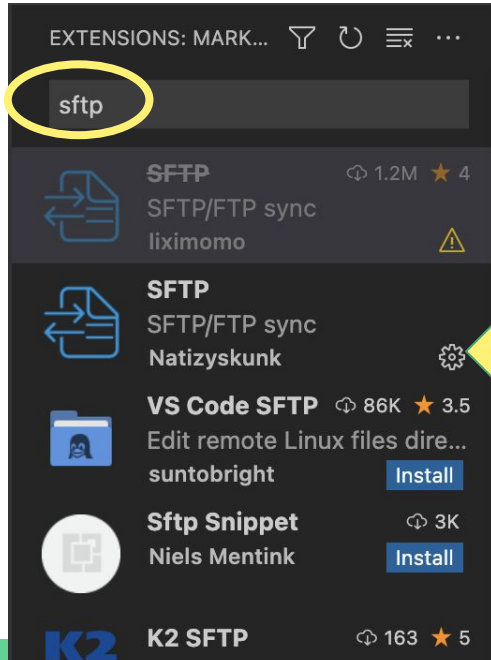 EXTENSIONS: MARK...
sftp
SFTP 1.2M ★ 4
SFTP/FTP sync
liximomo
SFTP
SFTP/FTP sync
Natizyskunk
VS Code SFTP 86K ★ 3.5
Edit remote Linux files dire...
suntobright Install
Sftp Snippet 3K
Niels Mentink Install
K2 K2 SFTP 163 ★ 5